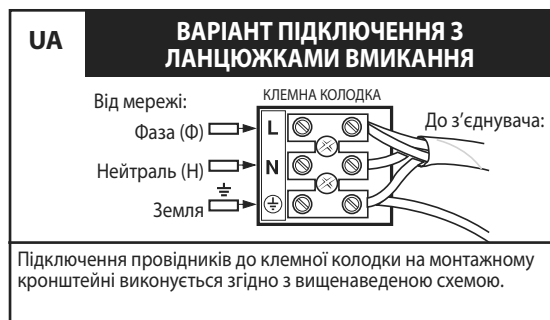 UA
ВАРІАНТ ПІДКЛЮЧЕННЯ З
ЛАНЦЮЖКАМИ ВМИКАННЯ
Від мережі:
КЛЕМНА КОЛОДКА
До з’єднувача:
Фаза (Ф)
L
Нейтраль (Н)
N
Земля
Підключення провідників до клемної колодки на монтажному
кронштейні виконується згідно з вищенаведеною схемою.